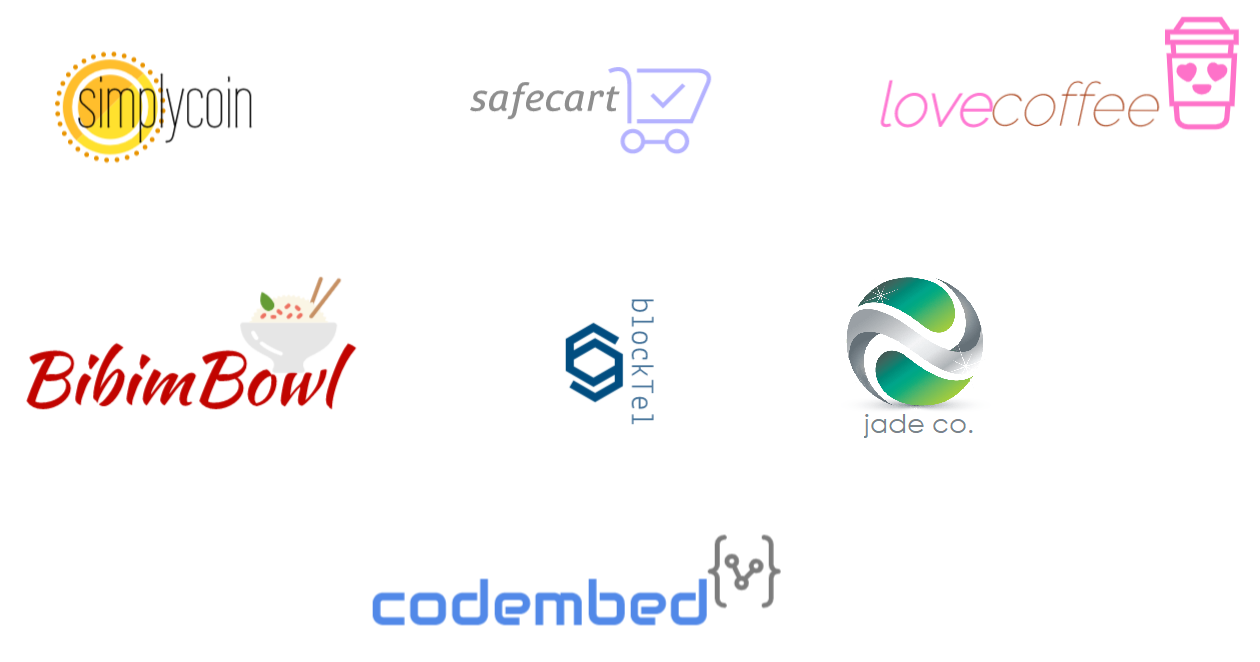 simplycoin
safecart
lovecoffee
BibimBowl
blockTel
jade co.
codembed